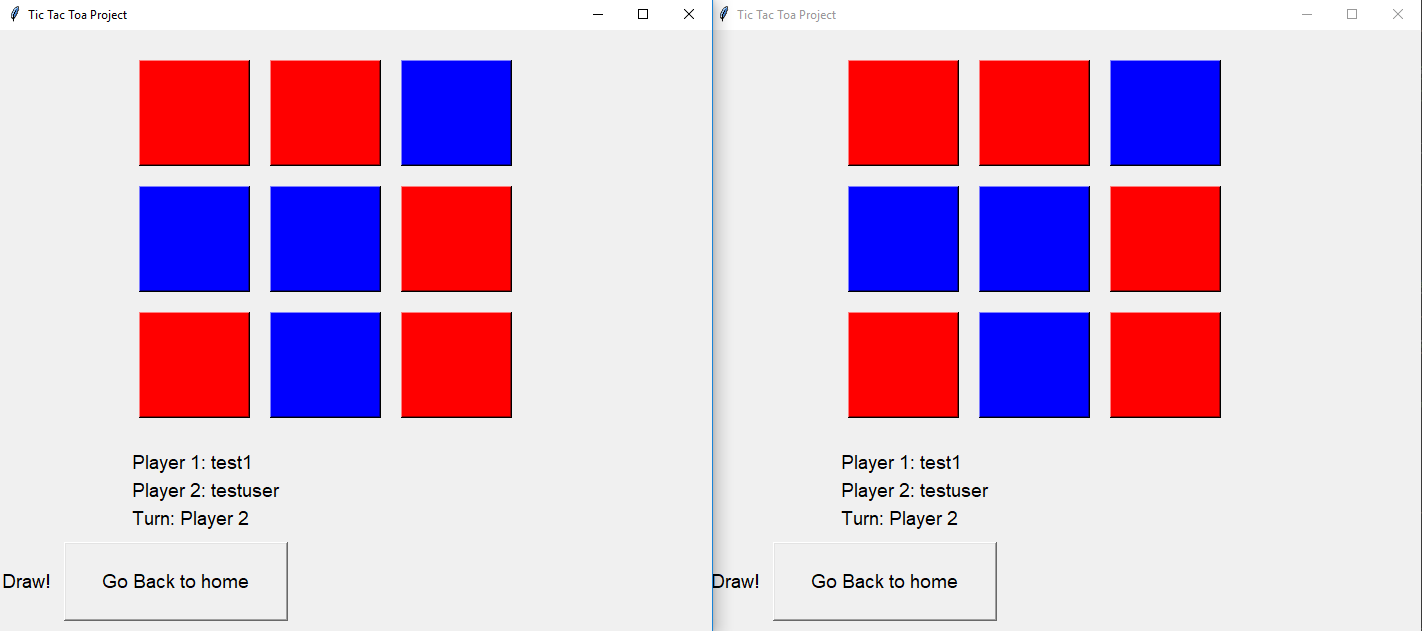 Tic Tac Toa Project
Player 1: test1
Player 2: testuser
Turn: Player 2
Draw!
Go Back to home
Tic Tac Toa Project
Player 1: test1
Player 2: testuser
Turn: Player 2
Draw!
Go Back to home